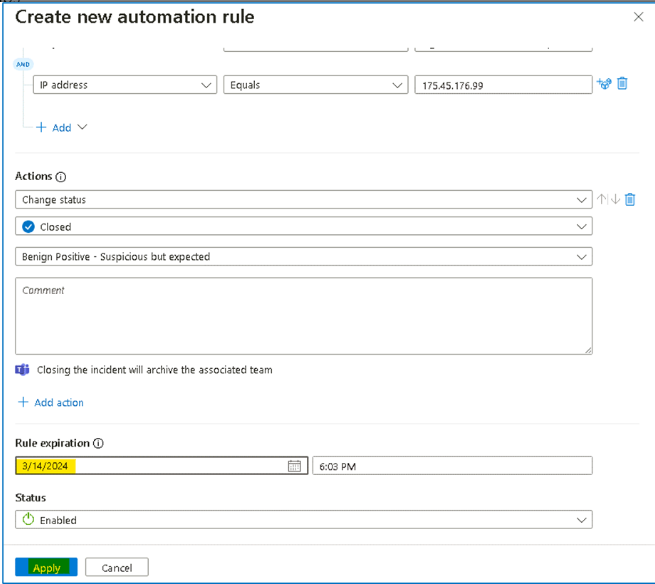 Create new automation rule
AND
IP address Equals 175.45.176.99
+ Add
Actions
Change status
Closed
Benign Positive - Suspicious but expected
Comment
Closing the incident will archive the associated team
+ Add action
Rule expiration
3/14/2024 6:03 PM
Status
Enabled
Apply Cancel